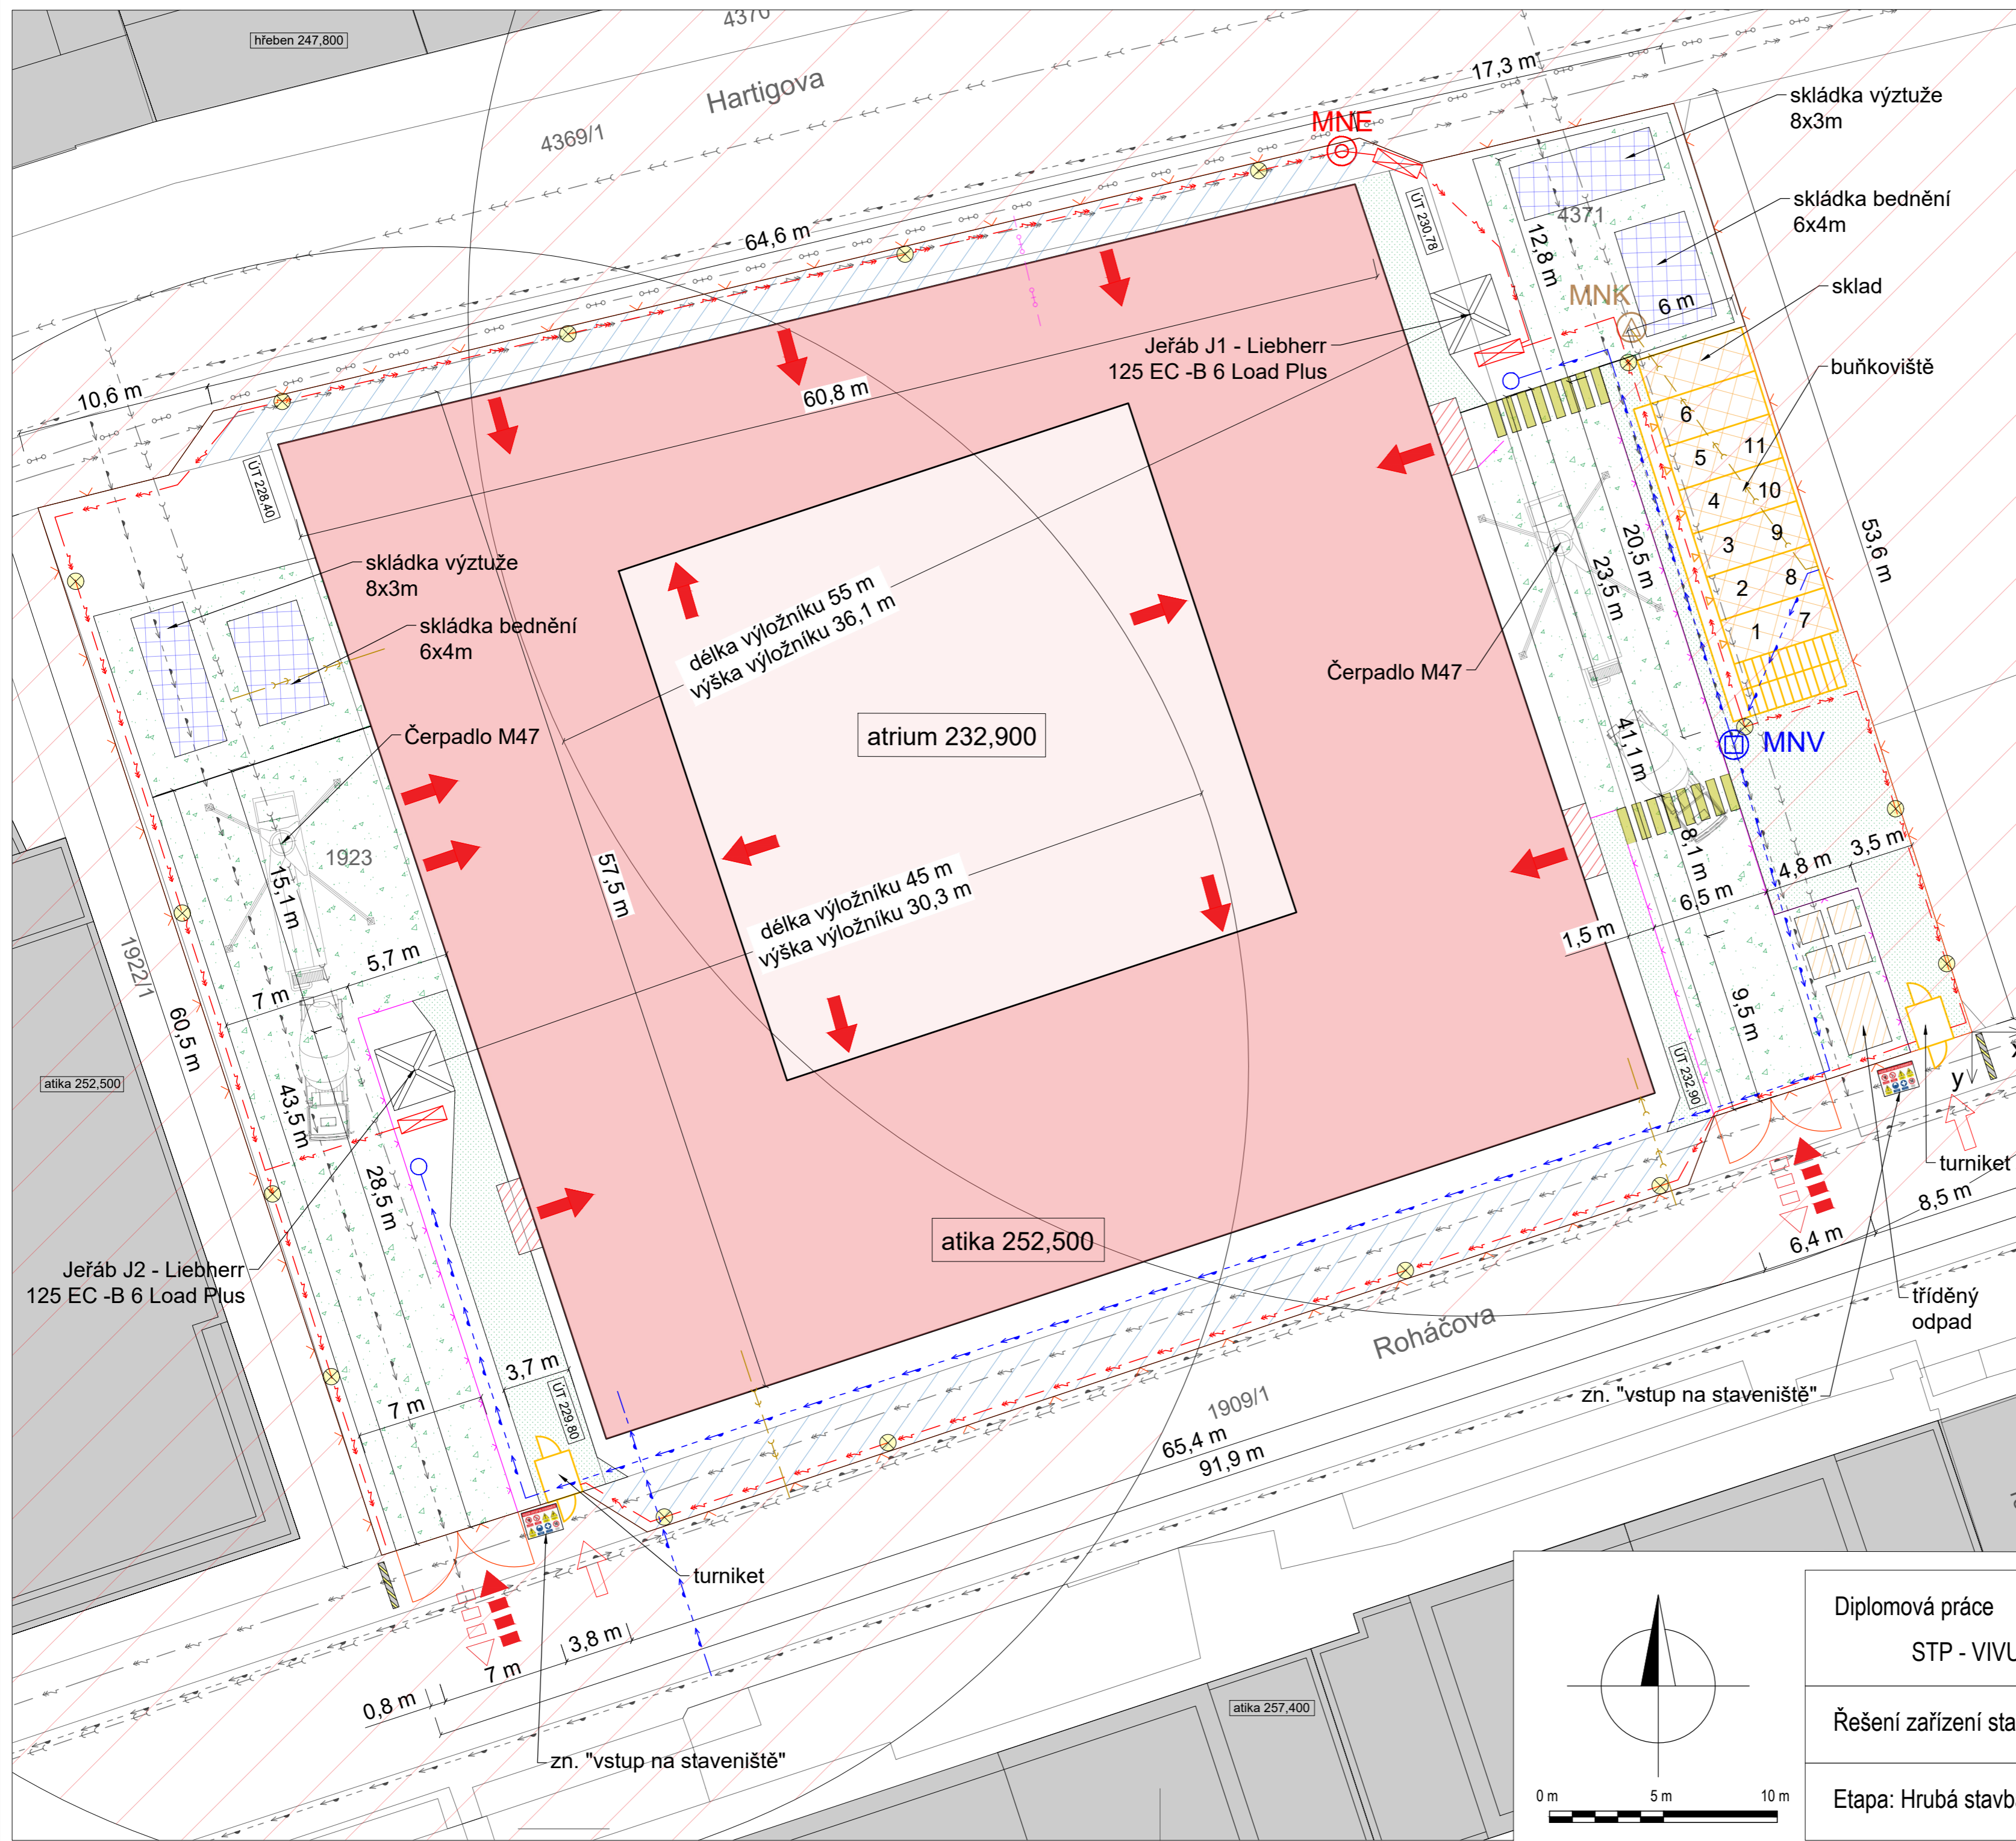 hřeben 247,800
4370
Hartigova
4369/1
17,3 m
skládka výztuže
8x3m
MNE
skládka bednění
6x4m
4371
ÚT 230,78
64,6 m
12,8 m
sklad
MNK
6 m
Jeřáb J1 - Liebherr
125 EC -B 6 Load Plus
buňkoviště
10,6 m
60,8 m
6
5
11
4
10
3
9
2
8
1
7
ÚT 228,40
20,5 m
23,5 m
53,6 m
skládka výztuže
8x3m
skládka bednění
6x4m
délka výložníku 55 m
výška výložníku 36,1 m
Čerpadlo M47
Čerpadlo M47
atrium 232,900
MNV
41,1 m
1923
15,1 m
57,5 m
8,1 m
4,8 m
3,5 m
6,5 m
1,5 m
délka výložníku 45 m
výška výložníku 30,3 m
1922/1
5,7 m
7 m
60,5 m
9,5 m
atika 252,500
43,5 m
ÚT 232,90
x
y
28,5 m
turniket
8,5 m
6,4 m
atika 252,500
Jeřáb J2 - Liebherr
125 EC -B 6 Load Plus
tříděný
odpad
Roháčova
3,7 m
7 m
ÚT 229,80
zn. "vstup na staveniště"
1909/1
65,4 m
91,9 m
turniket
3,8 m
7 m
0,8 m
zn. "vstup na staveniště"
atika 257,400
Diplomová práce
STP - VIVU
Řešení zařízení sta
Etapa: Hrubá stavb
0 m
5 m
10 m